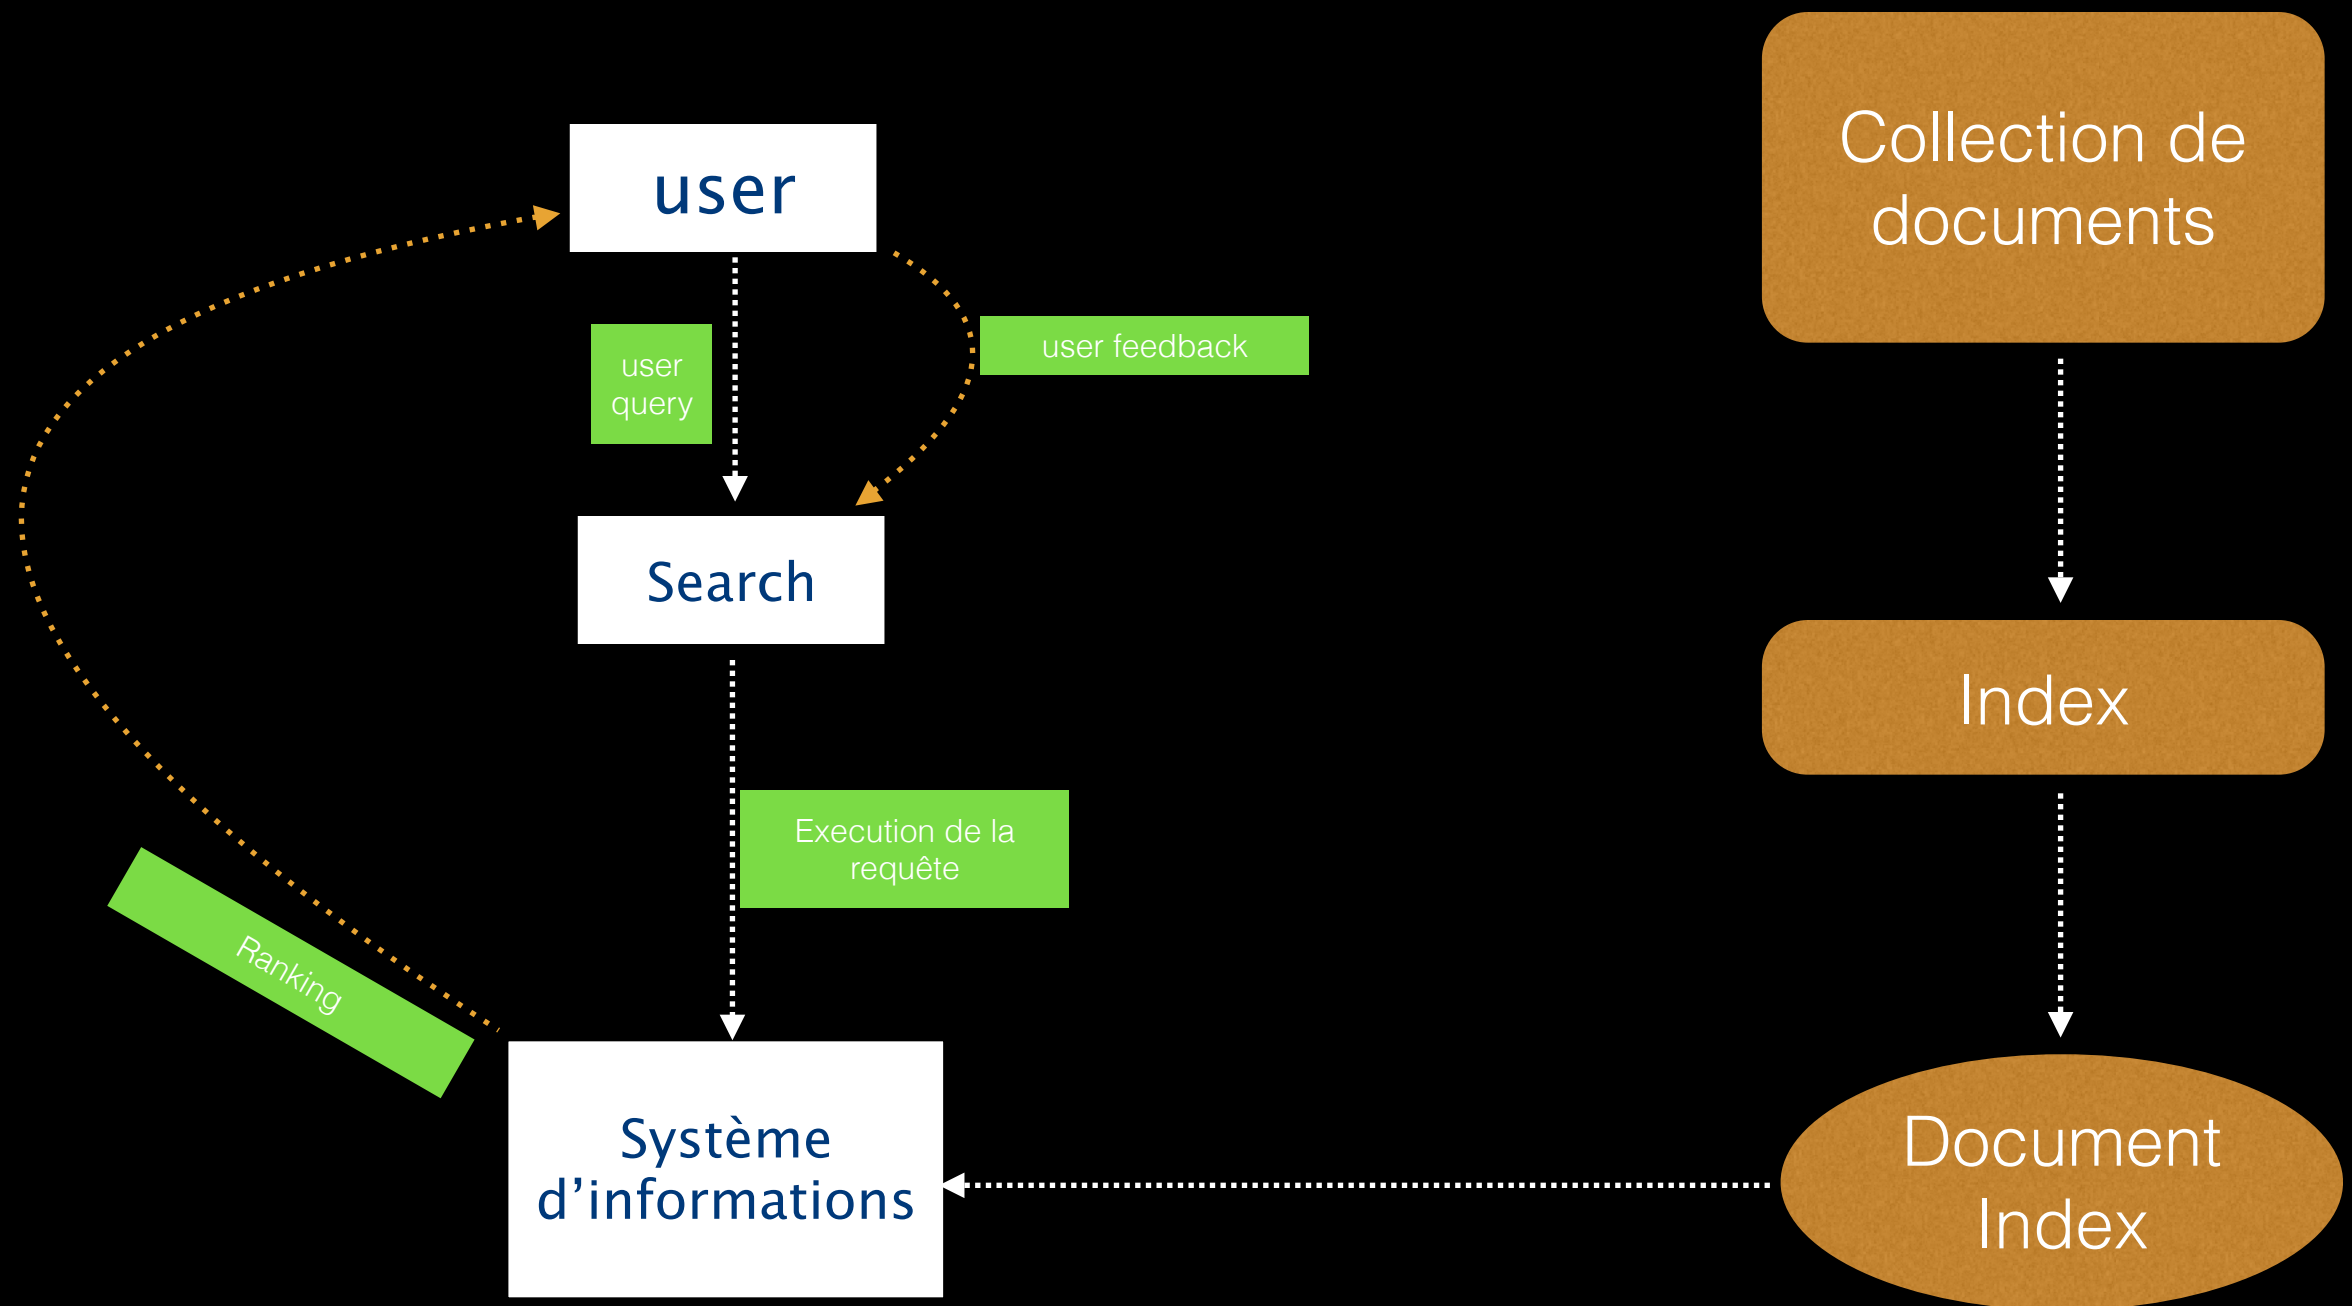 user
user
query
user feedback
Search
Execution de la
requête
Ranking
Système
d’informations
Collection de
documents
Index
Document
Index